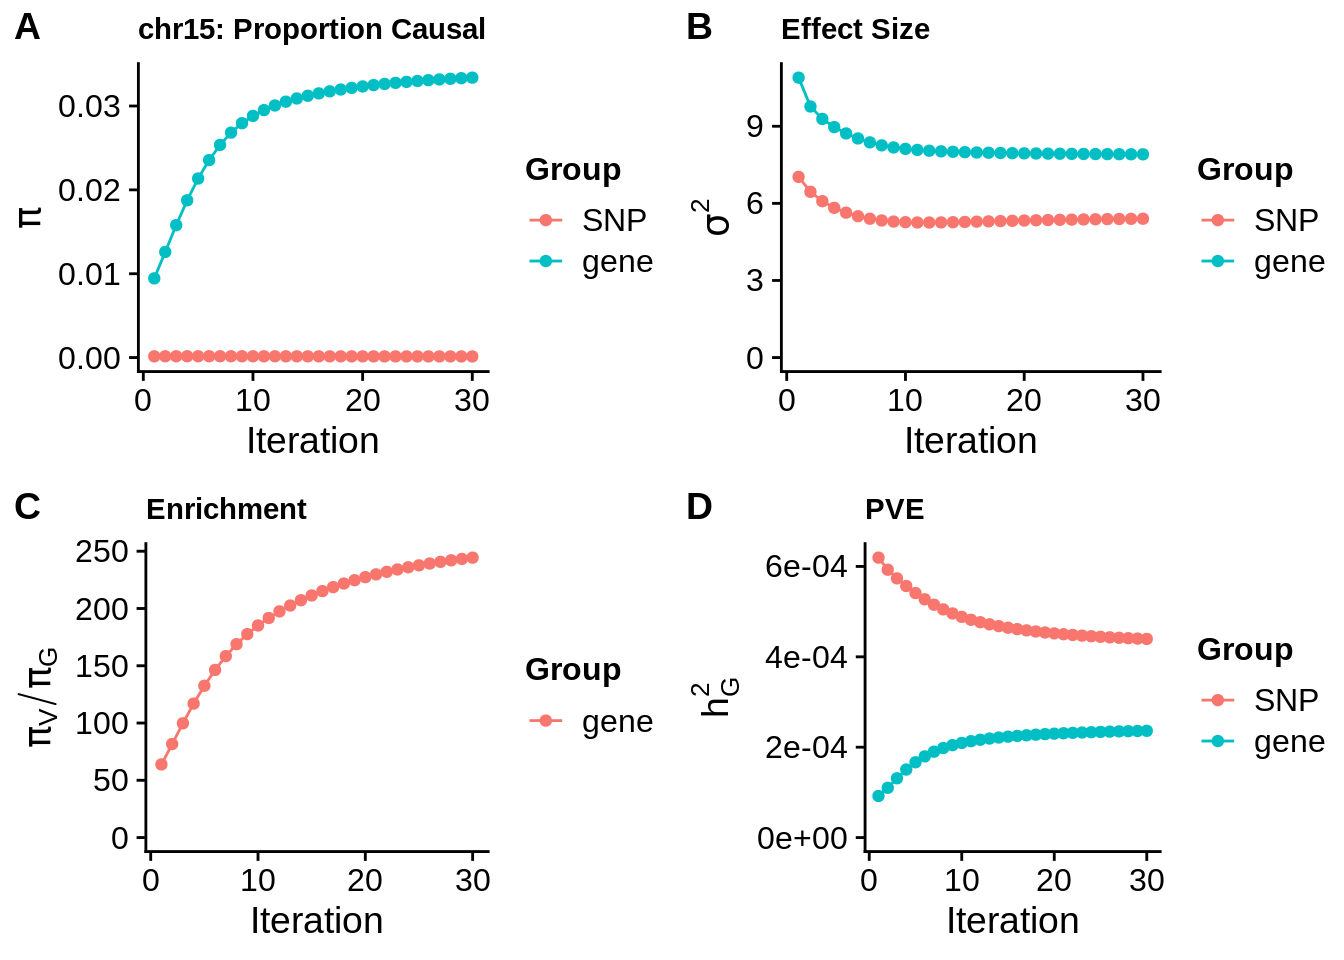 A
chr15: Proportion Causal
π
0.03
0.02
0.01
0.00
0 10 20 30
Iteration
Group
SNP
gene
B
Effect Size
σ²
9
6
3
0
0 10 20 30
Iteration
Group
SNP
gene
C
Enrichment
π_V/π_G
250
200
150
100
50
0
0 10 20 30
Iteration
Group
gene
D
PVE
h²_G
6e-04
4e-04
2e-04
0e+00
0 10 20 30
Iteration
Group
SNP
gene